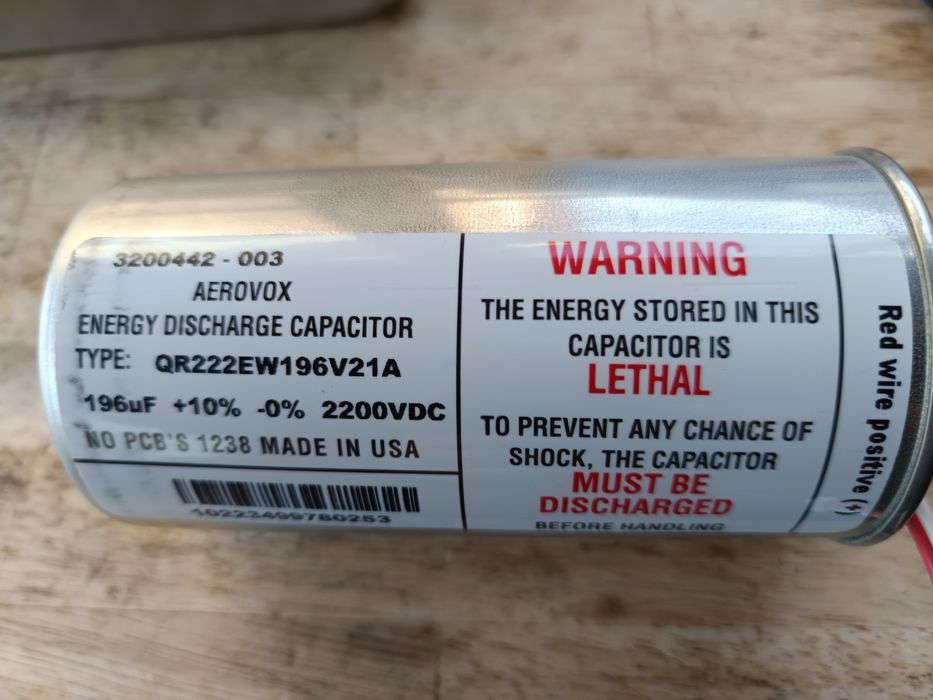 3200442 - 003
AEROVOX
ENERGY DISCHARGE CAPACITOR
TYPE: QR222EW196V21A
196uF +10% -0% 2200VDC
NO PCB'S 1238 MADE IN USA
10223499780253
WARNING
THE ENERGY STORED IN THIS
CAPACITOR IS
LETHAL
TO PREVENT ANY CHANCE OF
SHOCK, THE CAPACITOR
MUST BE
DISCHARGED
BEFORE HANDLING
Red wire positive (+)